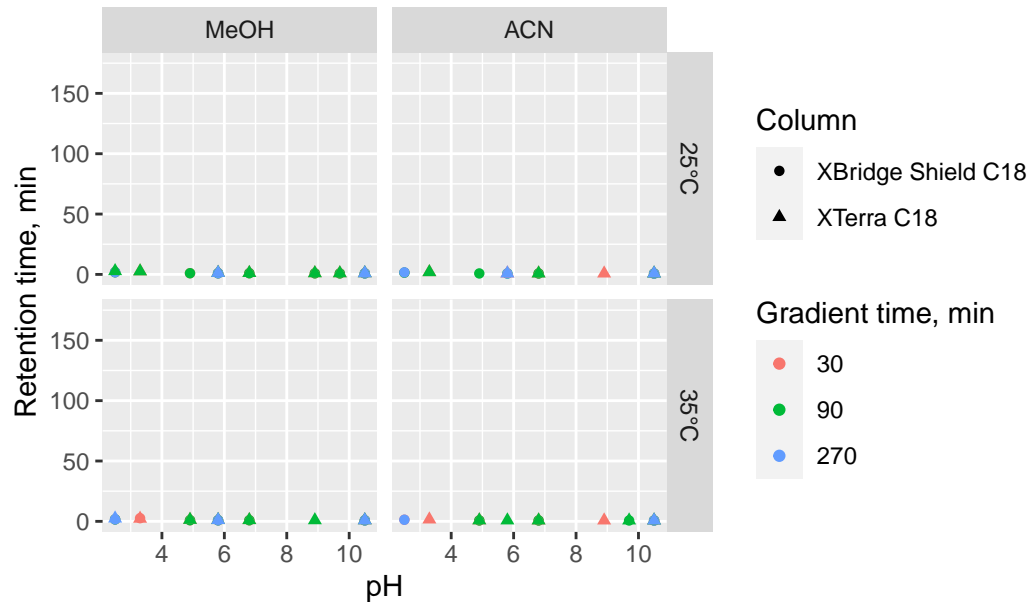 MeOH
ACN
Retention time, min
150
100
50
0
25°C
150
100
50
0
35°C
4 6 8 10
4 6 8 10
pH
Column
XBridge Shield C18
XTerra C18
Gradient time, min
30
90
270